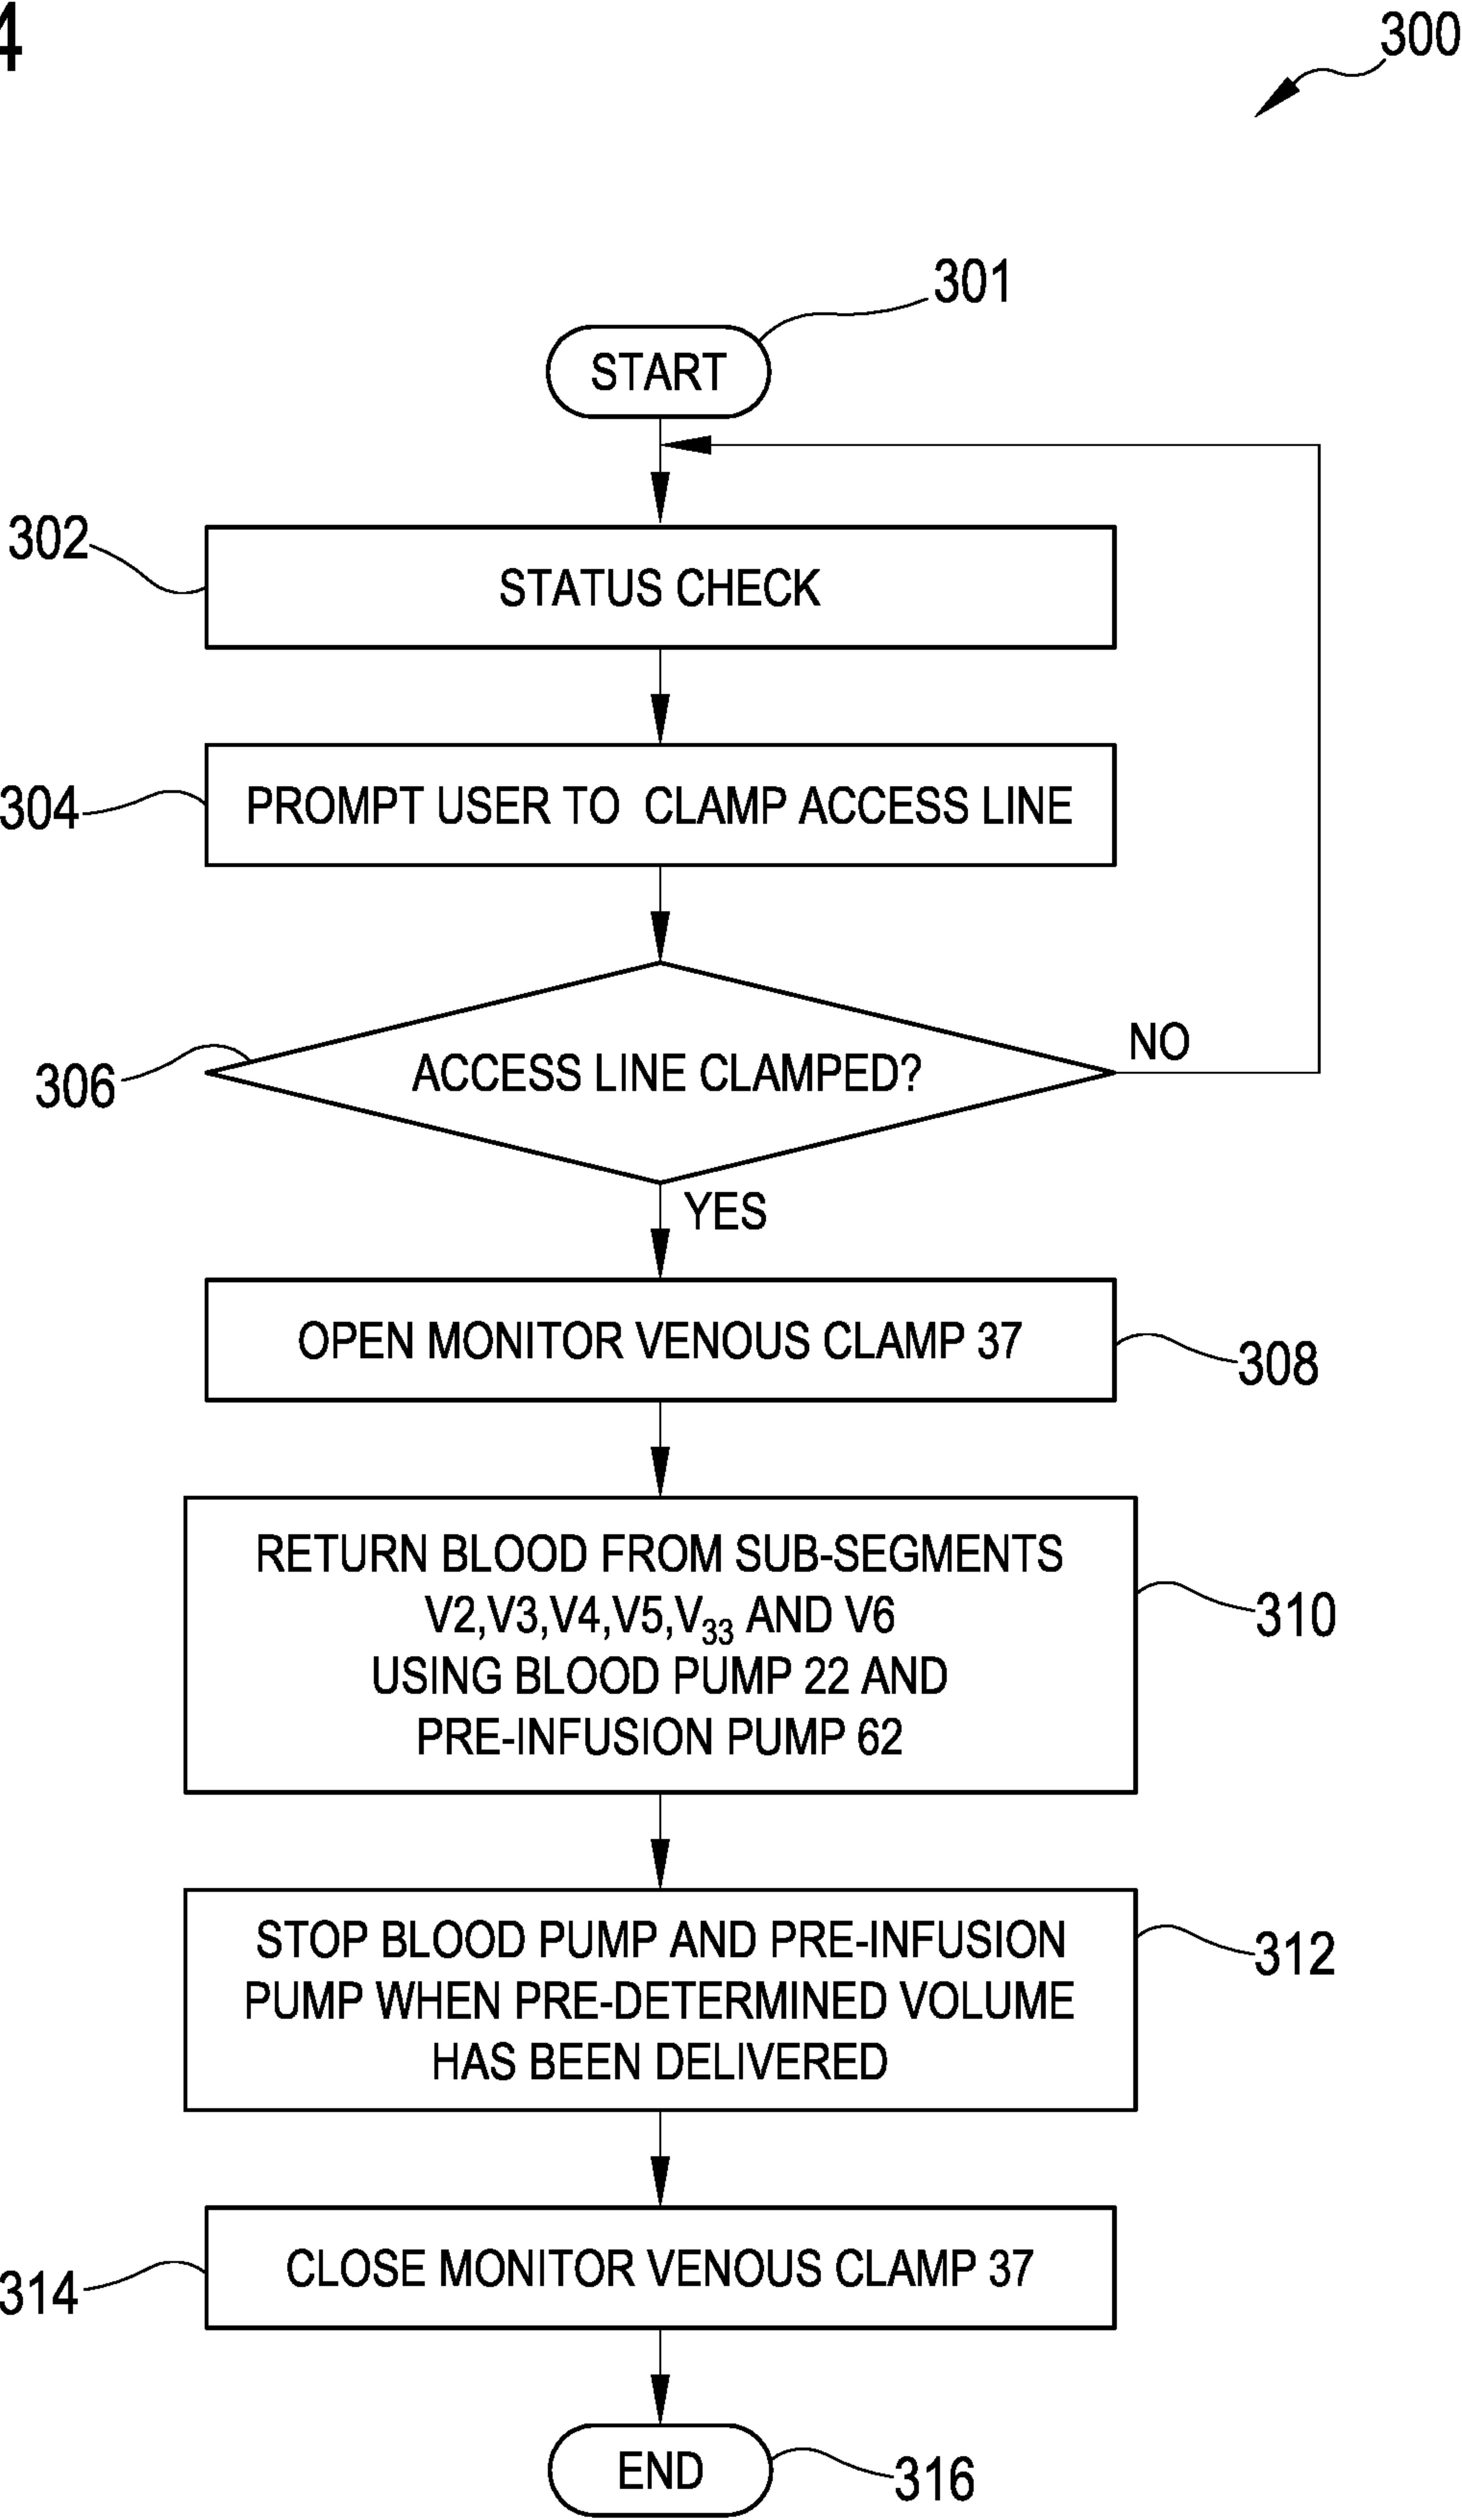 4
300
301
START
302
STATUS CHECK
304
PROMPT USER TO CLAMP ACCESS LINE
306
ACCESS LINE CLAMPED?
NO
YES
OPEN MONITOR VENOUS CLAMP 37
308
RETURN BLOOD FROM SUB-SEGMENTS
V2,V3,V4,V5,V33 AND V6
USING BLOOD PUMP 22 AND
PRE-INFUSION PUMP 62
310
STOP BLOOD PUMP AND PRE-INFUSION
PUMP WHEN PRE-DETERMINED VOLUME
HAS BEEN DELIVERED
312
CLOSE MONITOR VENOUS CLAMP 37
314
END
316